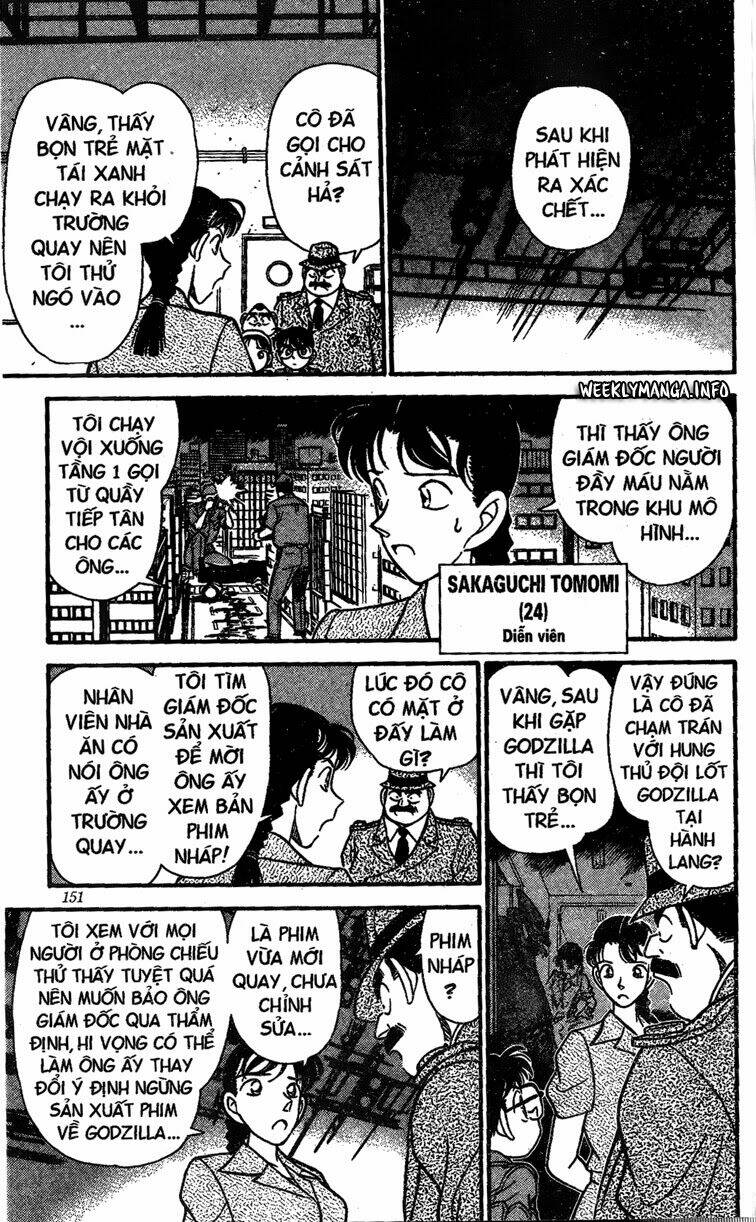 SAU KHI
PHÁT HIỆN
RA XÁC
CHẾT...
CÔ ĐÃ
GỌI CHO
CẢNH SÁT
HẢ?
VÂNG, THẤY
BỌN TRẺ MẶT
TÁI XANH
CHẠY RA KHỎI
TRƯỜNG
QUAY NÊN
TÔI THỬ
NGÓ VÀO
...
WEEKLYMANGA.INFO
THÌ THẤY ÔNG
GIÁM ĐỐC NGƯỜI
ĐẦY MÁU NẰM
TRONG KHU MÔ
HÌNH...
SAKAGUCHI TOMOMI
(24)
Diễn viên
TÔI CHẠY
VỘI XUỐNG
TẦNG 1 GỌI
TỪ QUẦY
TIẾP TÂN
CHO CÁC
ÔNG...
VẬY ĐÚNG
LÀ CÔ ĐÃ
CHẠM TRÁN
VỚI HUNG
THỦ ĐỘI LỐT
GODZILLA
TẠI
HÀNH
LANG?
VÂNG, SAU
KHI GẶP
GODZILLA
THÌ TÔI
THẤY BỌN
TRẺ...
LÚC ĐÓ CÔ
CÓ MẶT Ở
ĐẤY LÀM
GÌ?
TÔI TÌM
GIÁM ĐỐC
SẢN XUẤT
ĐỂ MỜI
ÔNG ẤY
XEM BẢN
PHIM
NHÁP!
NHÂN
VIÊN NHÀ
ĂN CÓ
NÓI ÔNG
ẤY Ở
TRƯỜNG
QUAY...
151
PHIM
NHÁP
?
LÀ PHIM
VỪA MỚI
QUAY, CHƯA
CHỈNH
SỬA...
TÔI XEM VỚI MỌI
NGƯỜI Ở PHÒNG CHIẾU
THỬ THẤY TUYỆT QUÁ
NÊN MUỐN BẢO ÔNG
GIÁM ĐỐC QUA THẨM
ĐỊNH, HI VỌNG CÓ THỂ
LÀM ÔNG ẤY THAY
ĐỔI Ý ĐỊNH NGỪNG
SẢN XUẤT PHIM
VỀ GODZILLA...